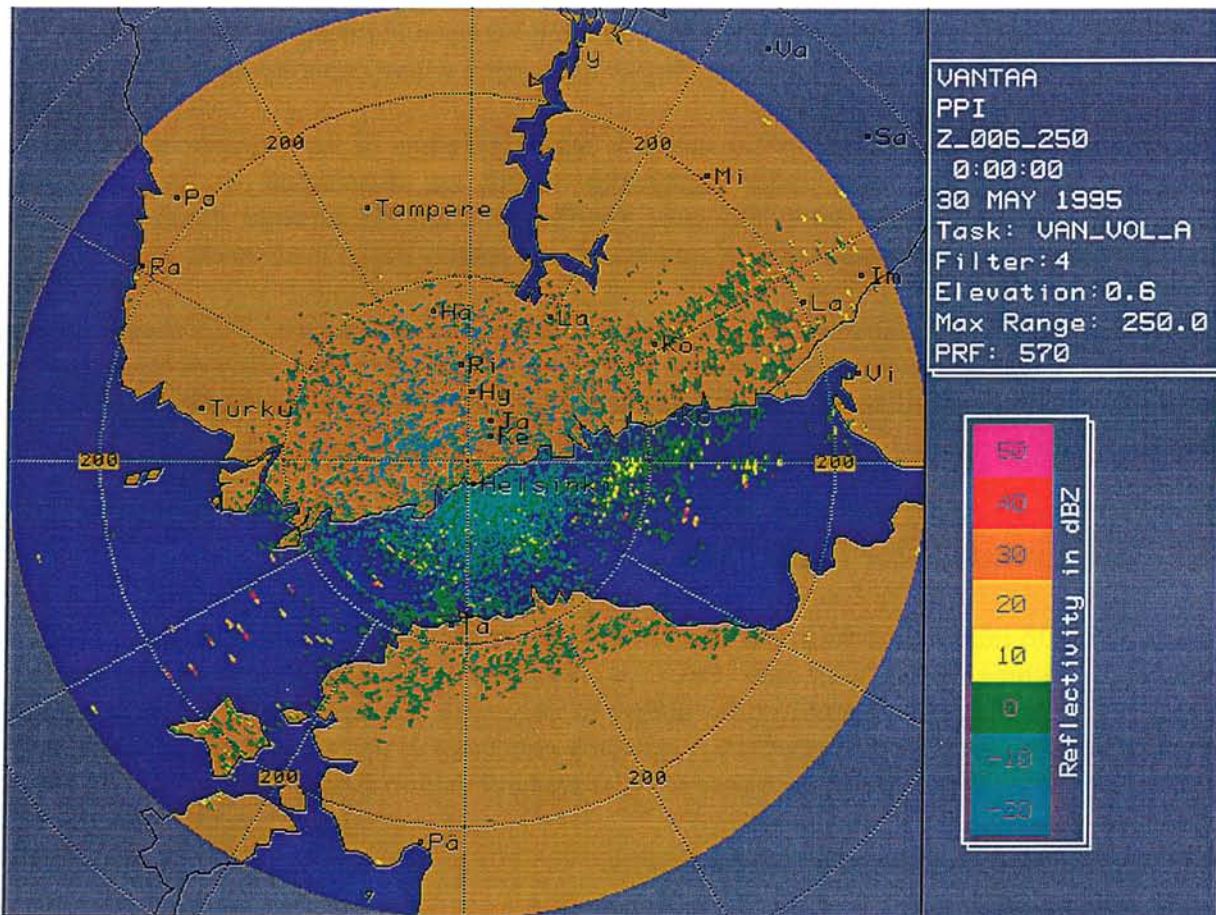 Ty
Va
200
200
Sa
Mi
Po
Tampere
Ra
Im
Ha
La
La
Ko
Ri
Vi
Hy
Turku
Ja
Ko
Ke
200
200
Helsinki
Ta
200
200
Pa
VANTAA
PPI
Z_006_250
0:00:00
30 MAY 1995
Task: VAN_VOL_A
Filter:4
Elevation:0.6
Max Range: 250.0
PRF: 570
50
40
30
20
10
0
-10
-20
Reflectivity in dBZ